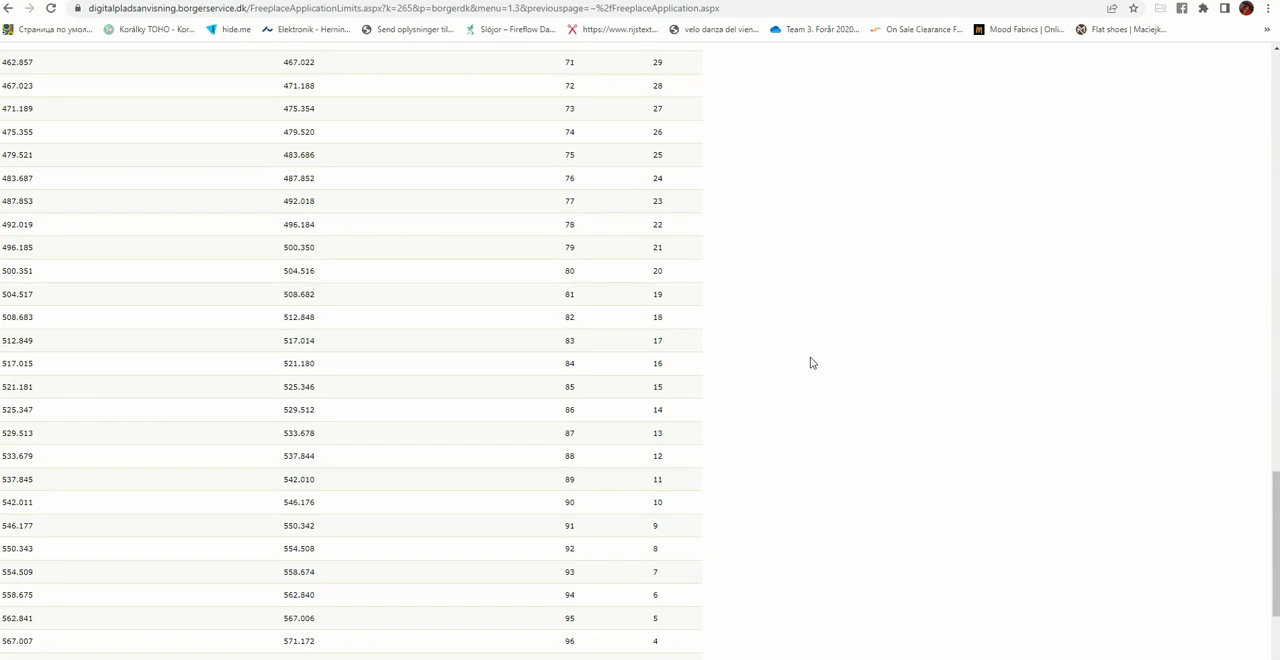 digitalpladsanvisning.borgerservice.dk/FreeplaceApplicationLimits.aspx?k=265&p=borgerdk&menu=1.3&previouspage=~%2fFreeplaceApplication.aspx
Страница по умол... Korálky TOHO - Kor... hide.me Elektronik - Hernin... Send oplysninger til... Slöjor – Fireflow Da... https://www.rijstext... velo danza del vien... Team 3. Forår 2020... On Sale Clearance F... Mood Fabrics | Onli... Flat shoes | Maciejk... »
462.857 467.022 71 29
467.023 471.188 72 28
471.189 475.354 73 27
475.355 479.520 74 26
479.521 483.686 75 25
483.687 487.852 76 24
487.853 492.018 77 23
492.019 496.184 78 22
496.185 500.350 79 21
500.351 504.516 80 20
504.517 508.682 81 19
508.683 512.848 82 18
512.849 517.014 83 17
517.015 521.180 84 16
521.181 525.346 85 15
525.347 529.512 86 14
529.513 533.678 87 13
533.679 537.844 88 12
537.845 542.010 89 11
542.011 546.176 90 10
546.177 550.342 91 9
550.343 554.508 92 8
554.509 558.674 93 7
558.675 562.840 94 6
562.841 567.006 95 5
567.007 571.172 96 4